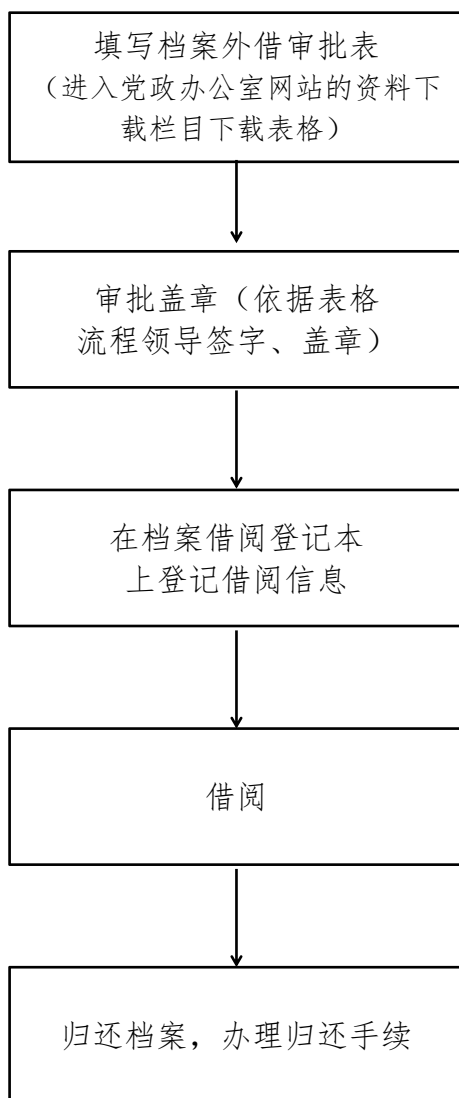 填写档案外借审批表
（进入党政办公室网站的资料下
载栏目下载表格）
审批盖章（依据表格
流程领导签字、盖章）
在档案借阅登记本
上登记借阅信息
借阅
归还档案，办理归还手续